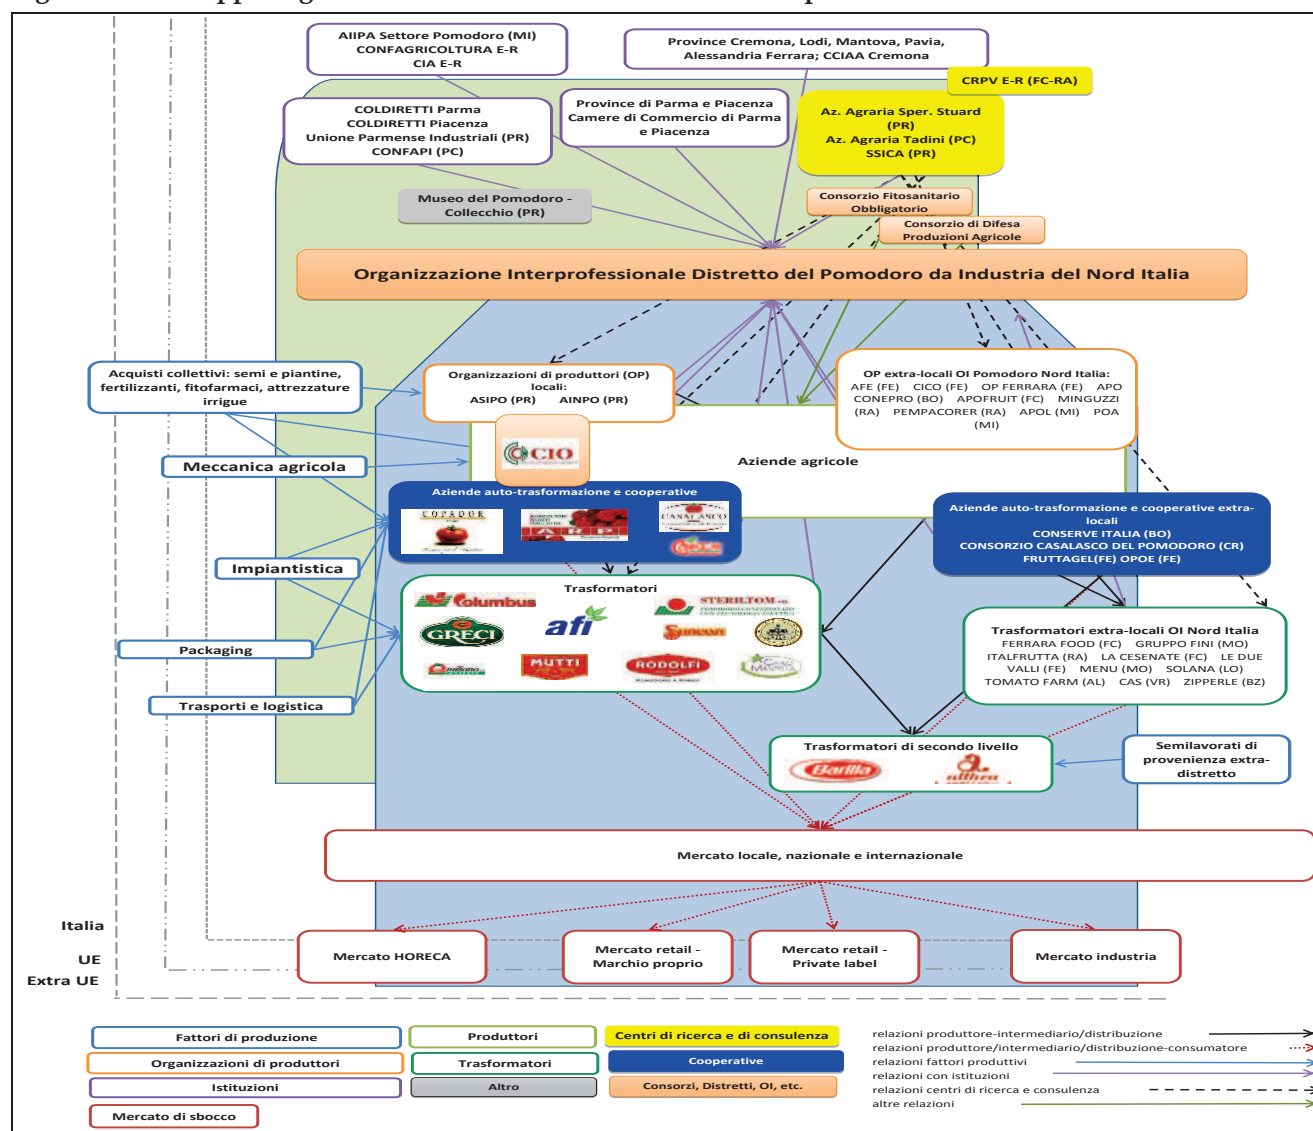 AIIPA Settore Pomodoro (MI)
CONFAGRICOLTURA E-R
CIA E-R
Province Cremona, Lodi, Mantova, Pavia,
Alessandria Ferrara; CCIAA Cremona
CRPV E-R (FC-RA)
COLDIRETTI Parma
COLDIRETTI Piacenza
Unione Parmense Industriali (PR)
CONFAPI (PC)
Province di Parma e Piacenza
Camere di Commercio di Parma
e Piacenza
Az. Agraria Sper. Stuard
(PR)
Az. Agraria Tadini (PC)
SSICA (PR)
Museo del Pomodoro -
Collecchio (PR)
Consorzio Fitosanitario
Obbligatorio
Consorzio di Difesa
Produzioni Agricole
Organizzazione Interprofessionale Distretto del Pomodoro da Industria del Nord Italia
Acquisti collettivi: semi e piantine,
fertilizzanti, fitofarmaci, attrezzature
irrigue
Organizzazioni di produttori (OP)
locali:
ASIPO (PR) AINPO (PR)
OP extra-locali OI Pomodoro Nord Italia:
AFE (FE) CICO (FE) OP FERRARA (FE) APO
CONEPRO (BO) APOFRUIT (FC) MINGUZZI
(RA) PEMPACORER (RA) APOL (MI) POA
(MI)
CIO
Aziende agricole
Meccanica agricola
Aziende auto-trasformazione e cooperative
COPADOR
ARP
CASALASCO
Aziende auto-trasformazione e cooperative extra-
locali
CONSERVE ITALIA (BO)
CONSORZIO CASALASCO DEL POMODORO (CR)
FRUTTAGEL(FE) OPOE (FE)
Impiantistica
Trasformatori
Columbus
STERILTOM
GRECI
afi
MUTTI
RODOLFI
Packaging
Trasporti e logistica
Trasformatori extra-locali OI Nord Italia
FERRARA FOOD (FC) GRUPPO FINI (MO)
ITALFRUTTA (RA) LA CESENATE (FC) LE DUE
VALLI (FE) MENU (MO) SOLANA (LO)
TOMATO FARM (AL) CAS (VR) ZIPPERLE (BZ)
Trasformatori di secondo livello
Barilla
althea
Semilavorati di
provenienza extra-
distretto
Mercato locale, nazionale e internazionale
Italia
UE
Extra UE
Mercato HORECA
Mercato retail -
Marchio proprio
Mercato retail -
Private label
Mercato industria
Fattori di produzione
Produttori
Centri di ricerca e di consulenza
Organizzazioni di produttori
Trasformatori
Cooperative
Istituzioni
Altro
Consorzi, Distretti, OI, etc.
Mercato di sbocco
relazioni produttore-intermediario/distribuzione
relazioni produttore/intermediario/distribuzione-consumatore
relazioni fattori produttivi
relazioni con istituzioni
relazioni centri di ricerca e consulenza
altre relazioni